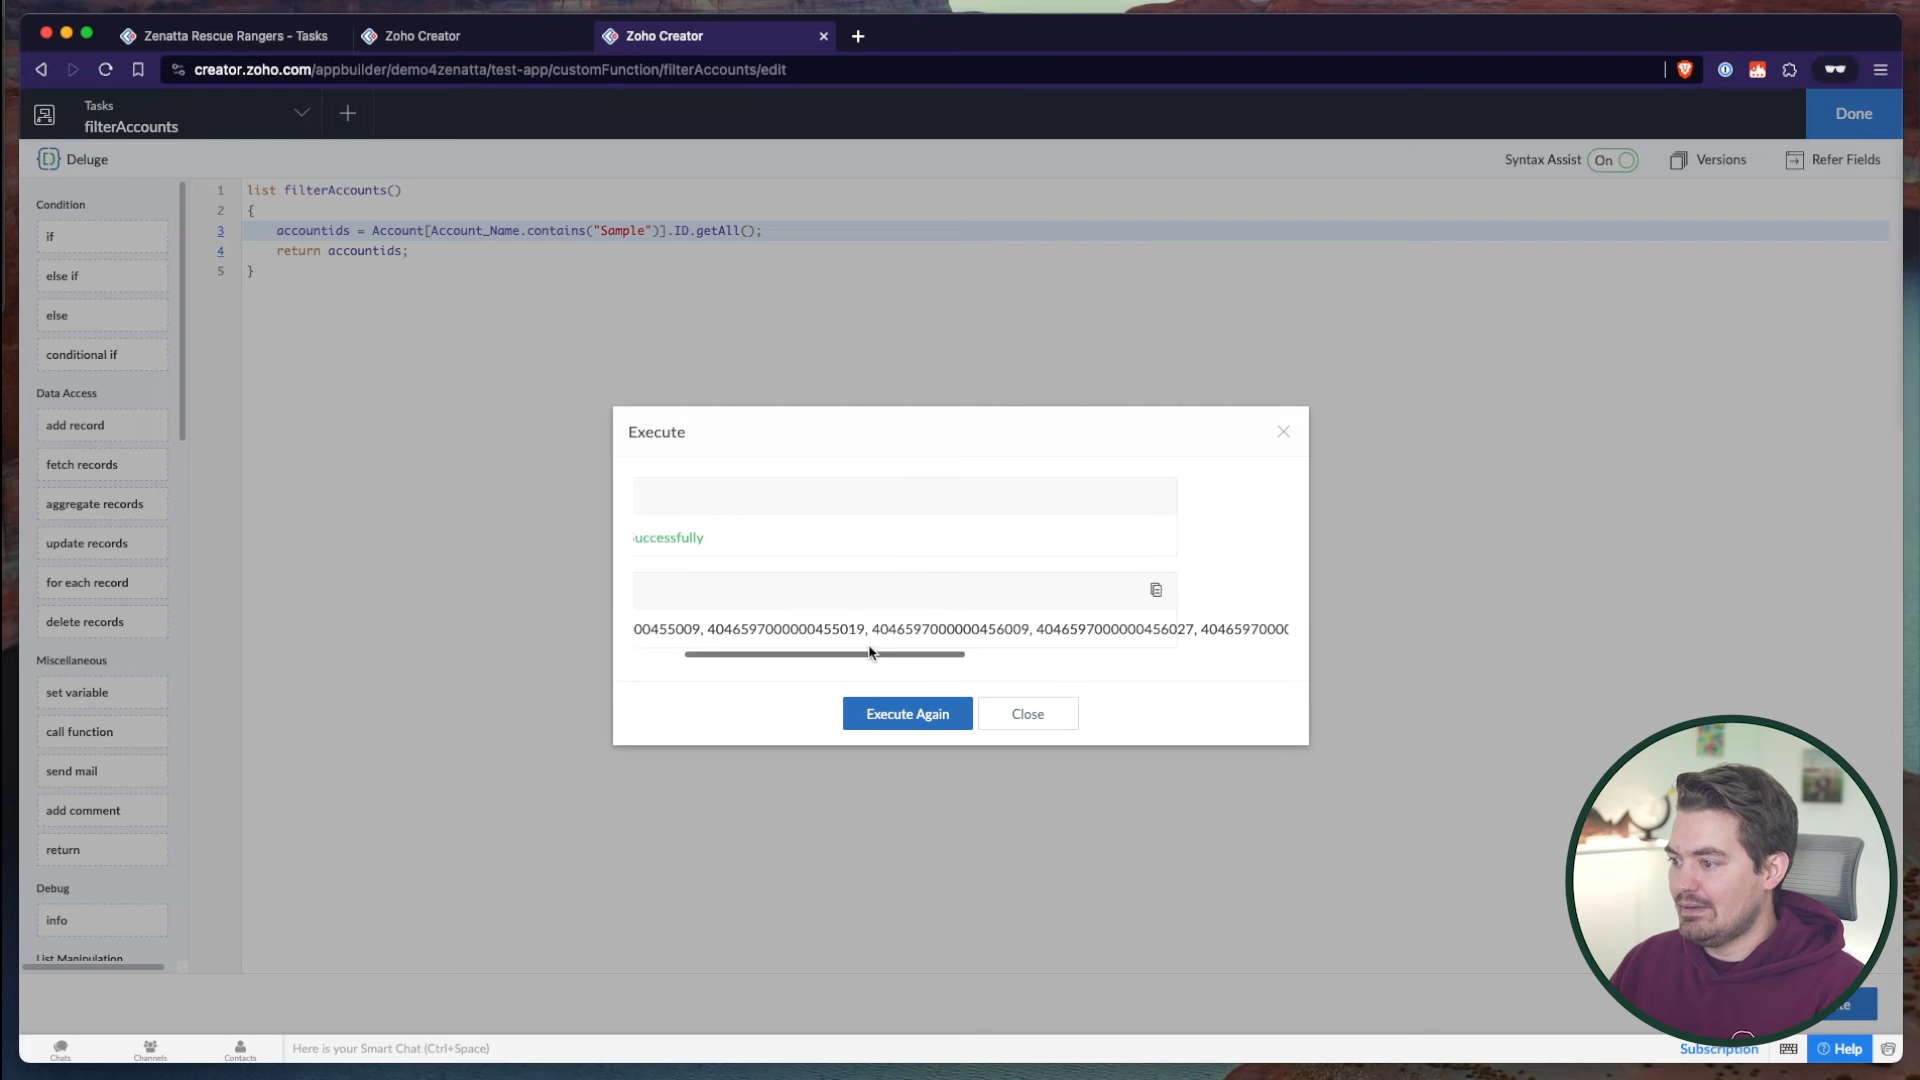 Zenatta Rescue Rangers - Tasks
Zoho Creator
Zoho Creator
creator.zoho.com/appbuilder/demo4zenatta/test-app/customFunction/filterAccounts/edit
Tasks
filterAccounts
Done
Deluge
Syntax Assist On
Versions
Refer Fields
Condition
if
else if
else
conditional if
Data Access
add record
fetch records
aggregate records
update records
for each record
delete records
Miscellaneous
set variable
call function
send mail
add comment
return
Debug
info
List Manipulation
1 list filterAccounts()
2 {
3 accountids = Account[Account_Name.contains("Sample")].ID.getAll();
4 return accountids;
5 }
Execute
uccessfully
00455009, 4046597000000455019, 4046597000000456009, 4046597000000456027, 404659700000
Execute Again
Close
Chats
Channels
Contacts
Here is your Smart Chat (Ctrl+Space)
Subscription
Help